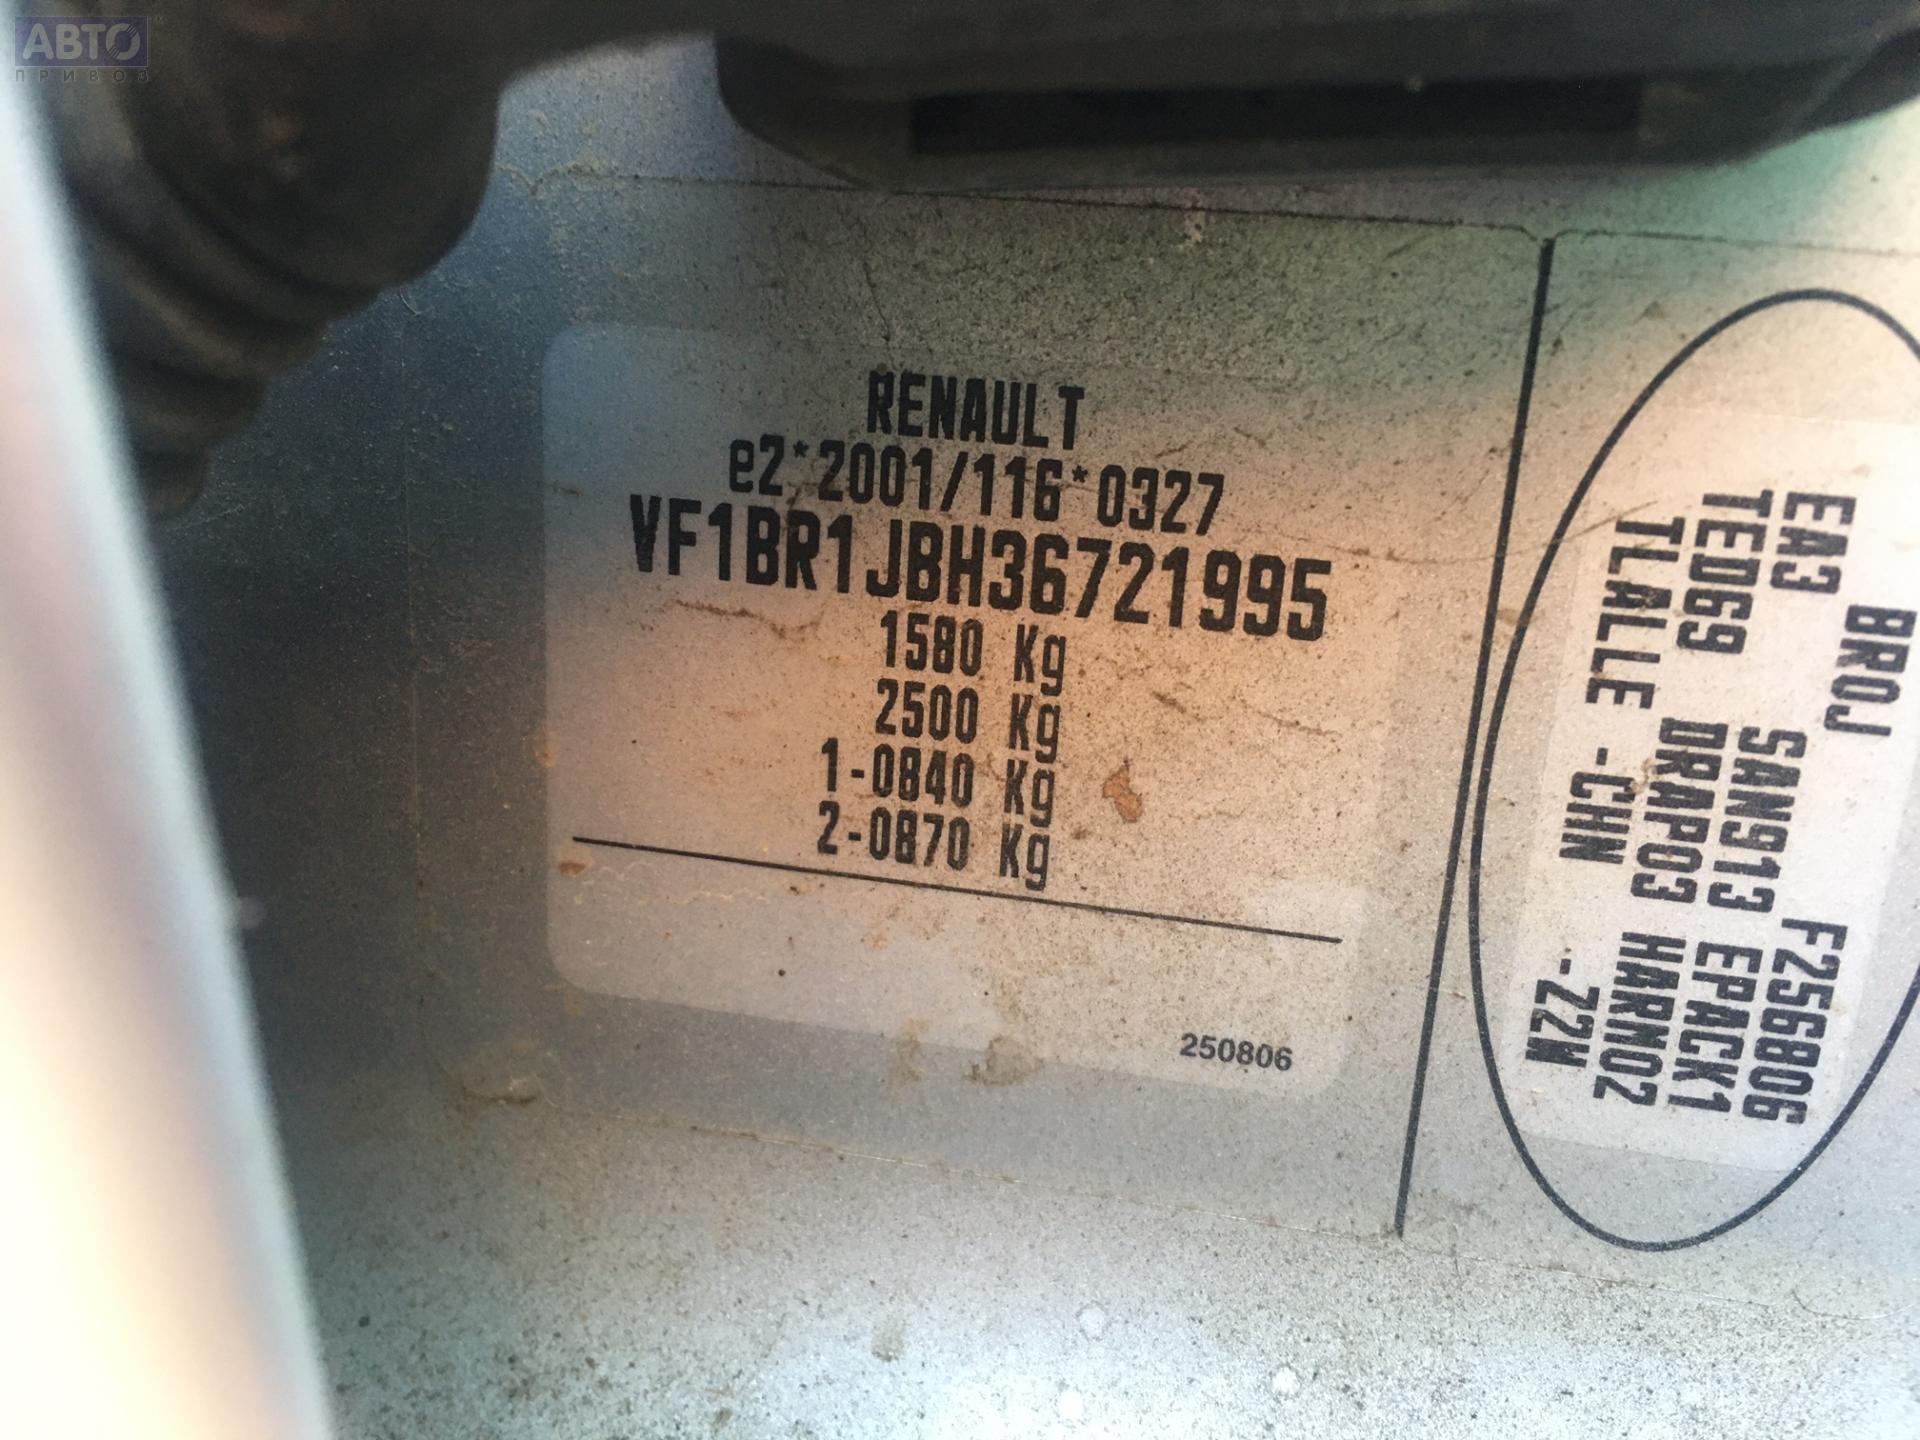 АВТО
ПРИВОЗ
RENAULT
e2*2001/116*0327
VF1BR1JBH36721995
1580 Kg
2500 Kg
1-0840 Kg
2-0870 Kg
250806
BROJ F256806
EA3 SAN913 EPACK1
TED69 DRAP03 HARM02
TLALLE -CHN -Z2W